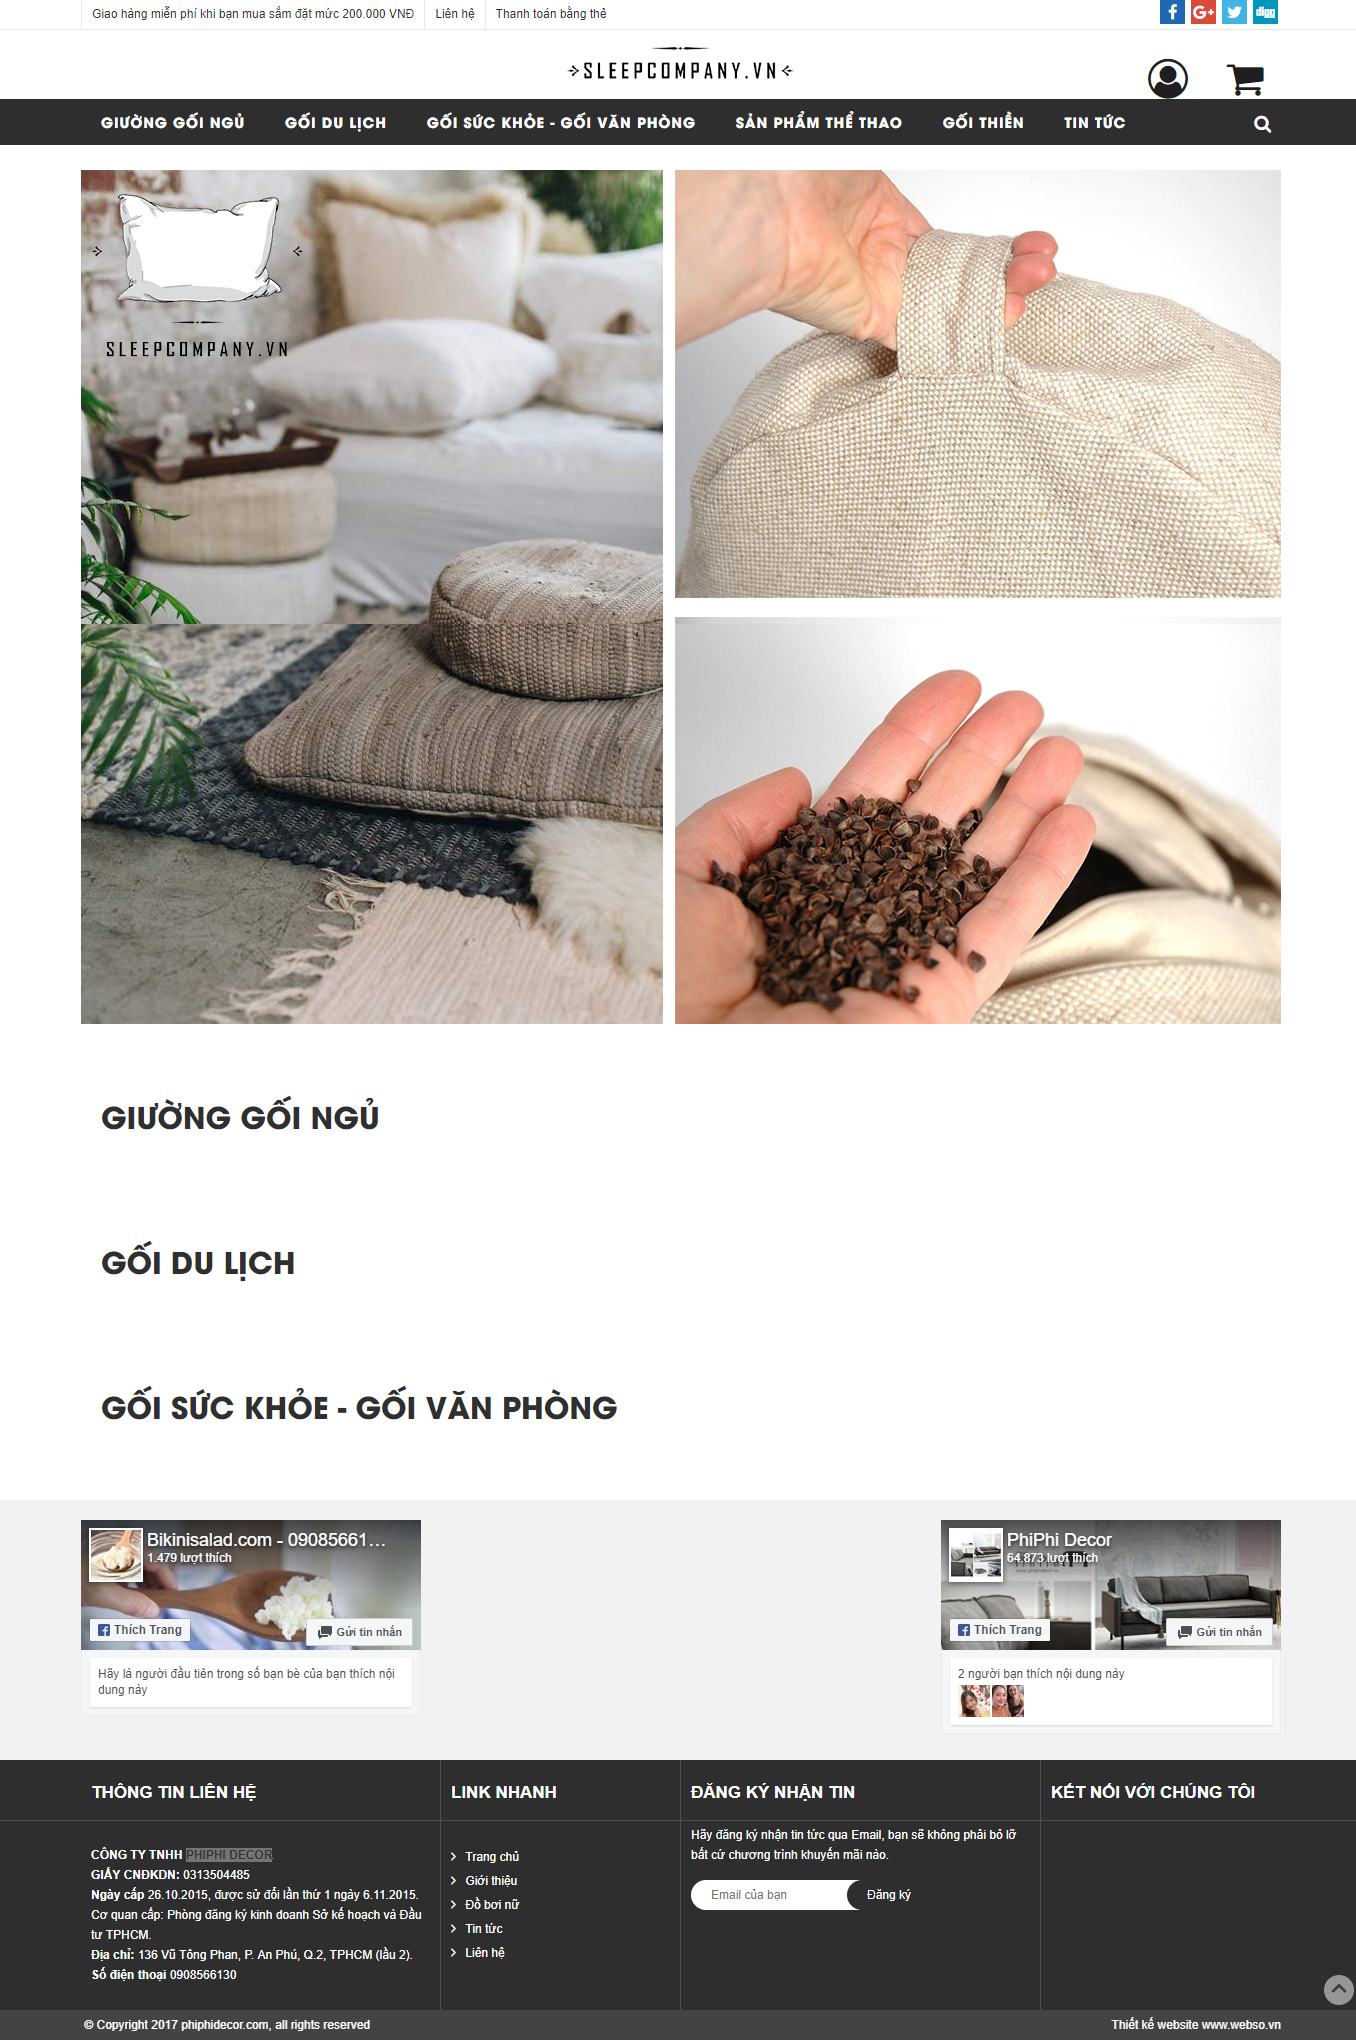 Giao hàng miễn phí khi bạn mua sắm đặt mức 200.000 VNĐ
Liên hệ
Thanh toán bằng thẻ
digg
SLEEPCOMPANY.VN
GIƯỜNG GỐI NGỦ
GỐI DU LỊCH
GỐI SỨC KHỎE - GỐI VĂN PHÒNG
SẢN PHẨM THỂ THAO
GỐI THIỀN
TIN TỨC
SLEEPCOMPANY.VN
GIƯỜNG GỐI NGỦ
GỐI DU LỊCH
GỐI SỨC KHỎE - GỐI VĂN PHÒNG
Bikinisalad.com - 090856661...
1.479 lượt thích
Thích Trang
Gửi tin nhắn
Hãy là người đầu tiên trong số bạn bè của bạn thích nội
dung này
PhiPhi Decor
64.873 lượt thích
Thích Trang
Gửi tin nhắn
2 người bạn thích nội dung này
THÔNG TIN LIÊN HỆ
CÔNG TY TNHH PHIPHI DECOR
GIẤY CNĐKDN: 0313504485
Ngày cấp 26.10.2015, được sử đổi lần thứ 1 ngày 6.11.2015.
Cơ quan cấp: Phòng đăng ký kinh doanh Sở kế hoạch và Đầu
tư TPHCM.
Địa chỉ: 136 Vũ Tông Phan, P. An Phú, Q.2, TPHCM (lầu 2).
Số điện thoại 0908566130
LINK NHANH
Trang chủ
Giới thiệu
Đồ bơi nữ
Tin tức
Liên hệ
ĐĂNG KÝ NHẬN TIN
Hãy đăng ký nhận tin tức qua Email, bạn sẽ không phải bỏ lỡ
bất cứ chương trình khuyến mãi nào.
Email của bạn
Đăng ký
KẾT NỐI VỚI CHÚNG TÔI
© Copyright 2017 phiphidecor.com, all rights reserved
Thiết kế website www.webso.vn